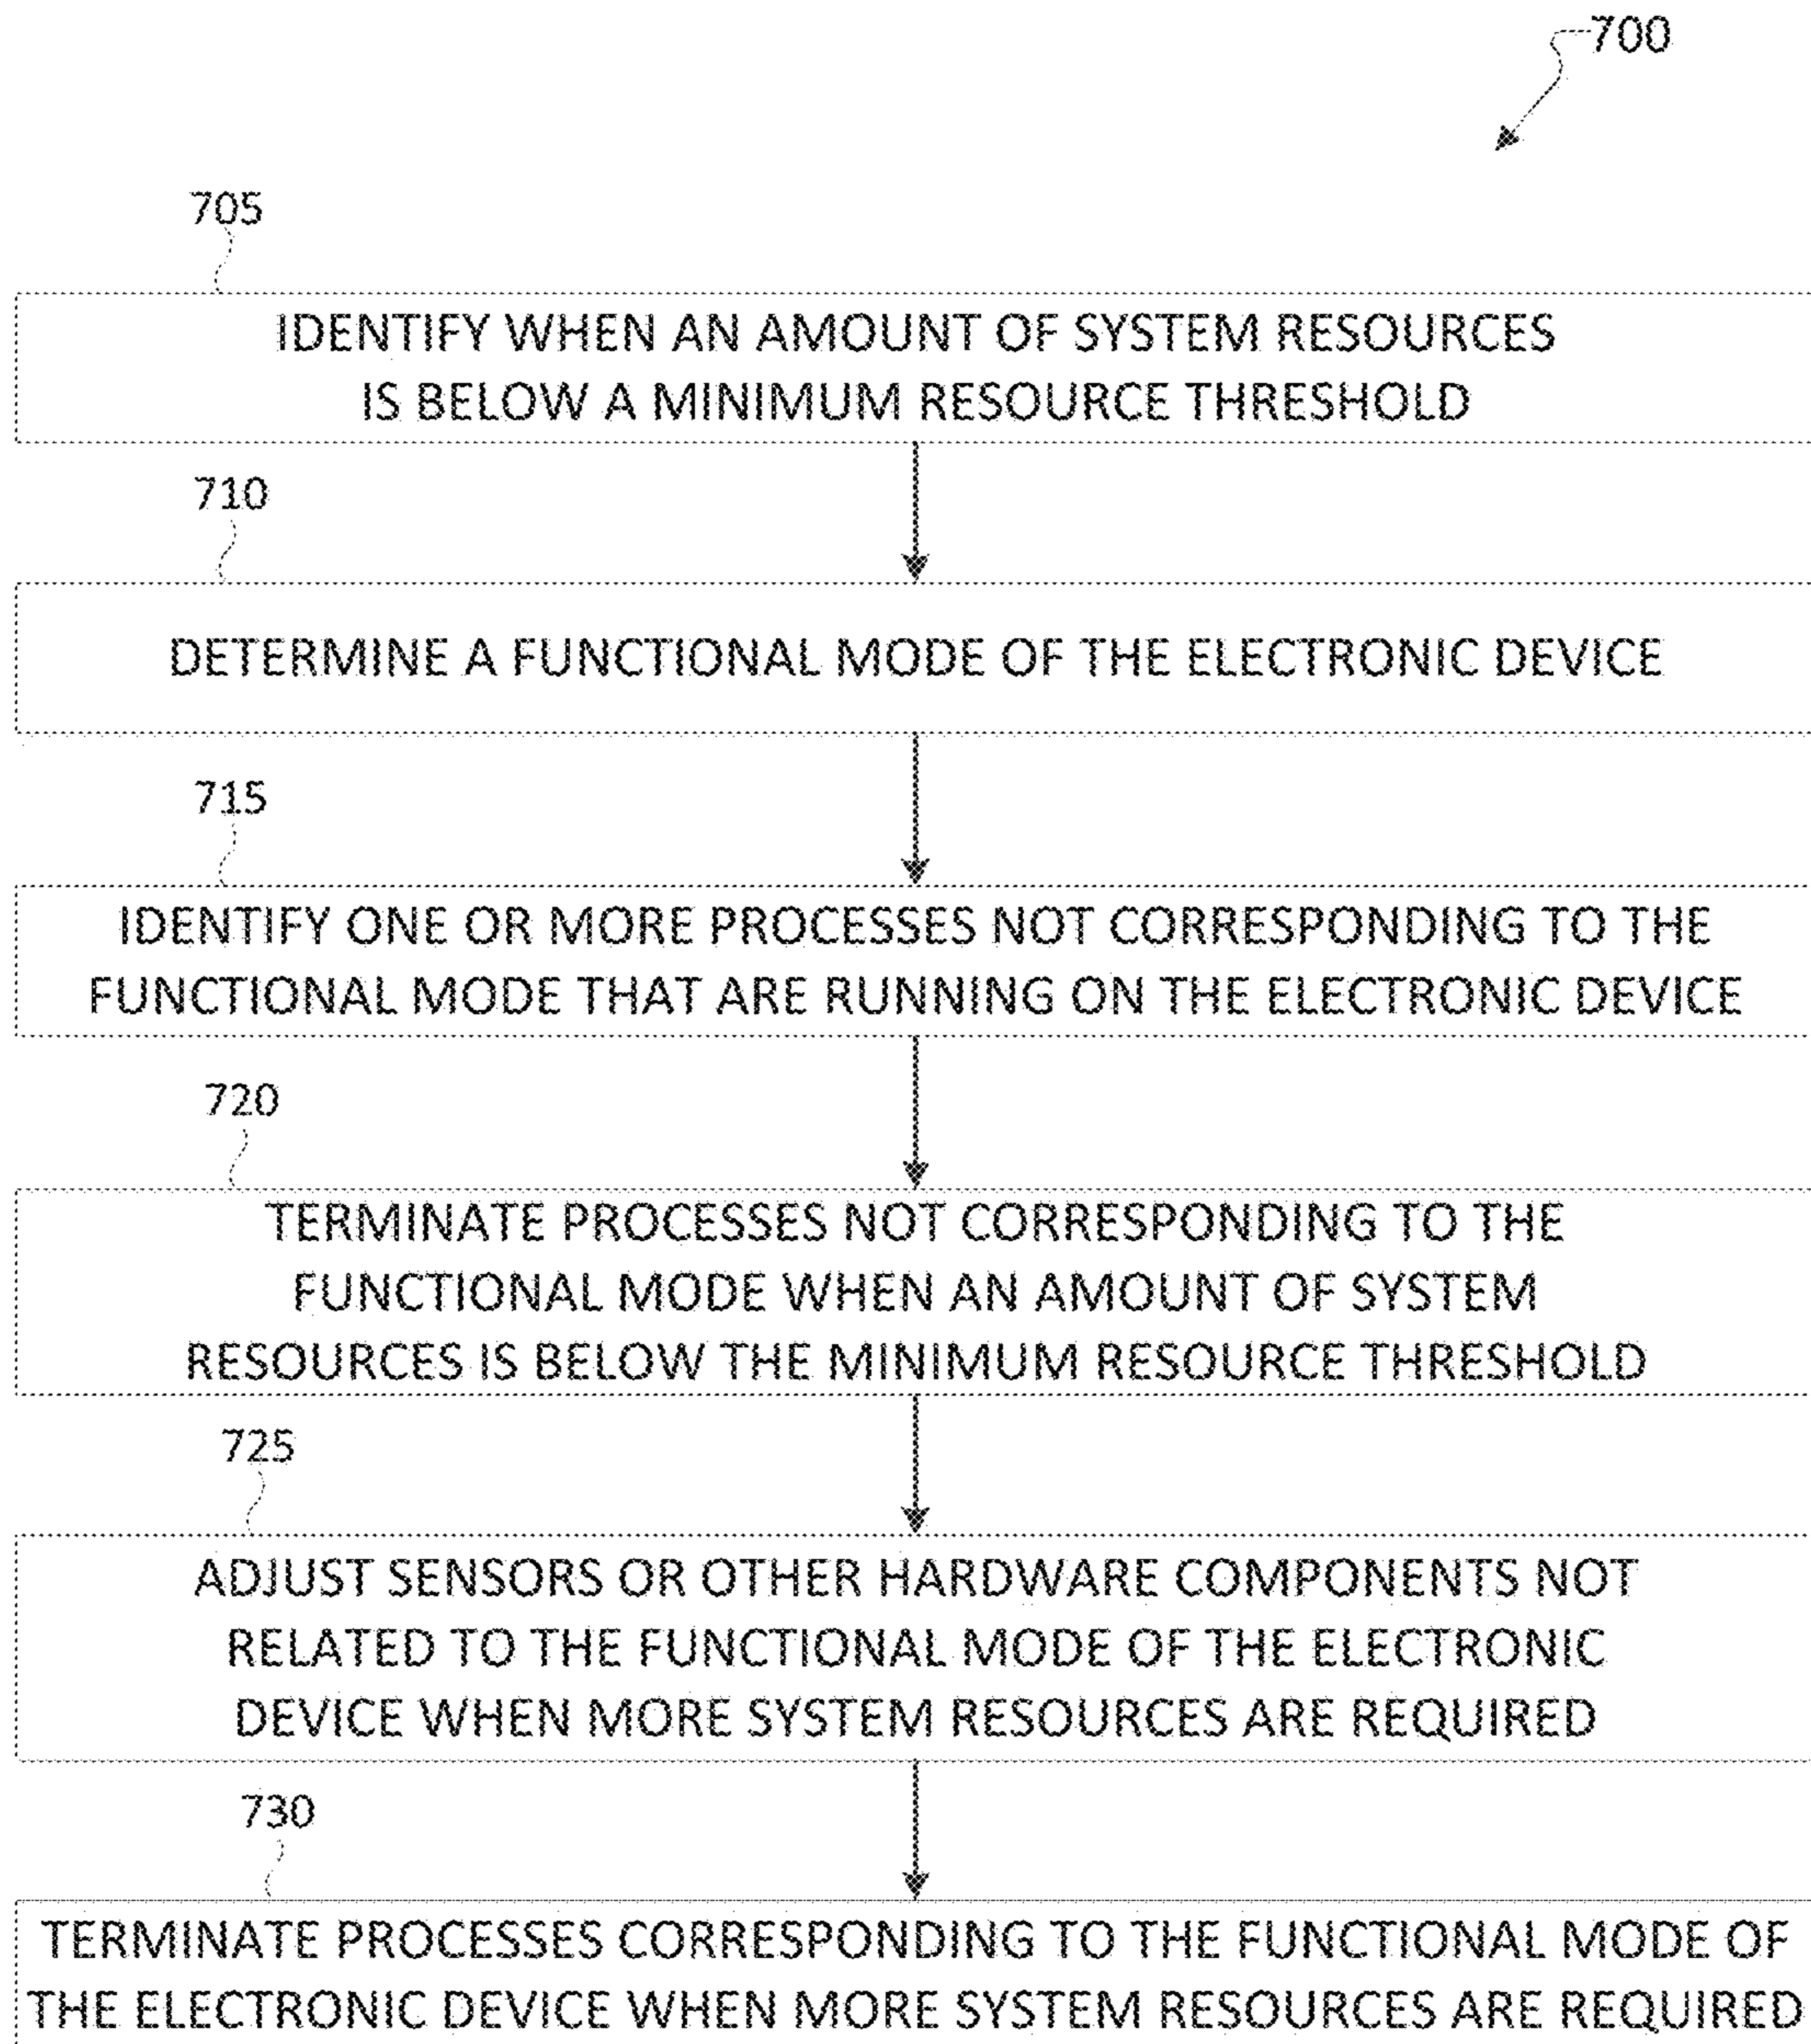 700
705
IDENTIFY WHEN AN AMOUNT OF SYSTEM RESOURCES
IS BELOW A MINIMUM RESOURCE THRESHOLD
710
DETERMINE A FUNCTIONAL MODE OF THE ELECTRONIC DEVICE
715
IDENTIFY ONE OR MORE PROCESSES NOT CORRESPONDING TO THE
FUNCTIONAL MODE THAT ARE RUNNING ON THE ELECTRONIC DEVICE
720
TERMINATE PROCESSES NOT CORRESPONDING TO THE
FUNCTIONAL MODE WHEN AN AMOUNT OF SYSTEM
RESOURCES IS BELOW THE MINIMUM RESOURCE THRESHOLD
725
ADJUST SENSORS OR OTHER HARDWARE COMPONENTS NOT
RELATED TO THE FUNCTIONAL MODE OF THE ELECTRONIC
DEVICE WHEN MORE SYSTEM RESOURCES ARE REQUIRED
730
TERMINATE PROCESSES CORRESPONDING TO THE FUNCTIONAL MODE OF
THE ELECTRONIC DEVICE WHEN MORE SYSTEM RESOURCES ARE REQUIRED